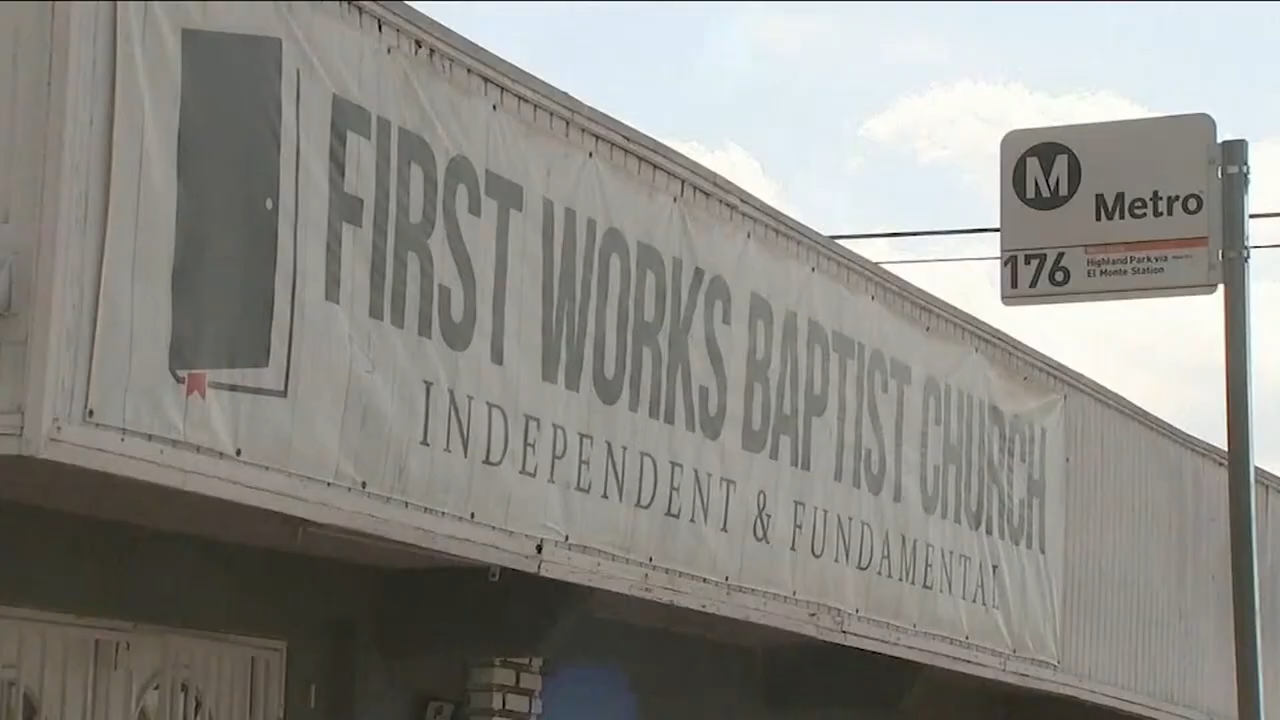 FIRST WORKS BAPTIST CHURCH
INDEPENDENT & FUNDAMENTAL
M
Metro
176
Highland Park via
El Monte Station